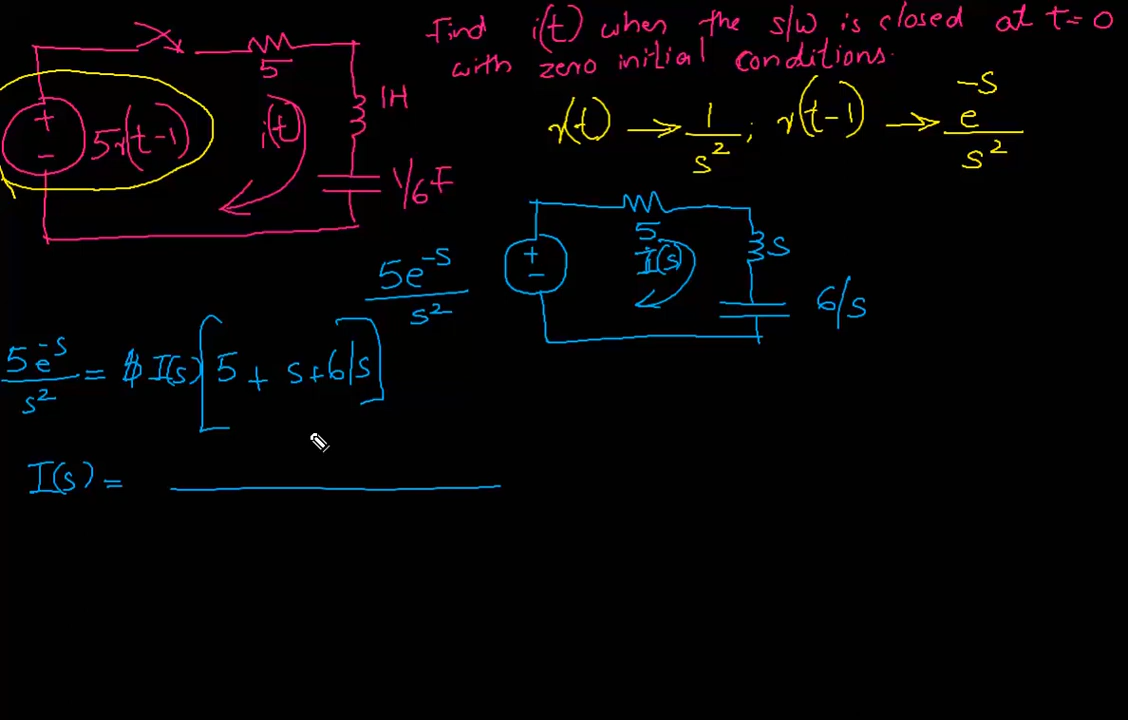 Find i(t) when the s/w is closed at t=0
with zero initial conditions.
r(t) → 1/s² ; r(t-1) → e^-s/s²
5
1H
+
-
5r(t-1)
i(t)
1/6 F
5e^-s/s²
+
-
5
I(s)
s
6/s
5e^-s/s² = I(s)[5 + s+6/s]
I(s) =